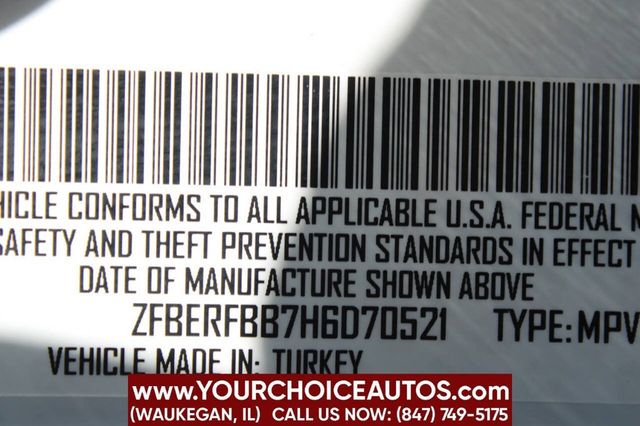 HICLE CONFORMS TO ALL APPLICABLE U.S.A. FEDERAL M
SAFETY AND THEFT PREVENTION STANDARDS IN EFFECT
DATE OF MANUFACTURE SHOWN ABOVE
ZFBERFBB7H6D70521 TYPE: MPV
VEHICLE MADE IN: TURKEY
www.YOURCHOICEAUTOS.com
(WAUKEGAN, IL) CALL US NOW: (847) 749-5175